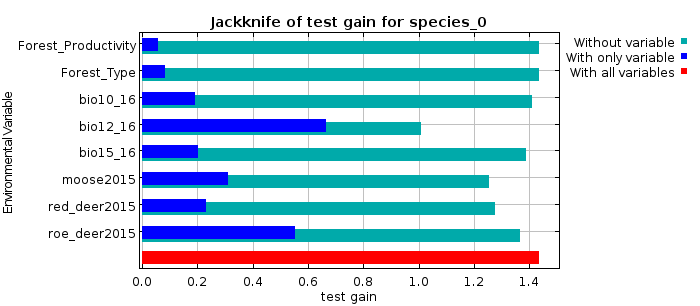 Jackknife of test gain for species_0
Without variable
With only variable
With all variables
Environmental Variable
Forest_Productivity
Forest_Type
bio10_16
bio12_16
bio15_16
moose2015
red_deer2015
roe_deer2015
0.0 0.2 0.4 0.6 0.8 1.0 1.2 1.4
test gain